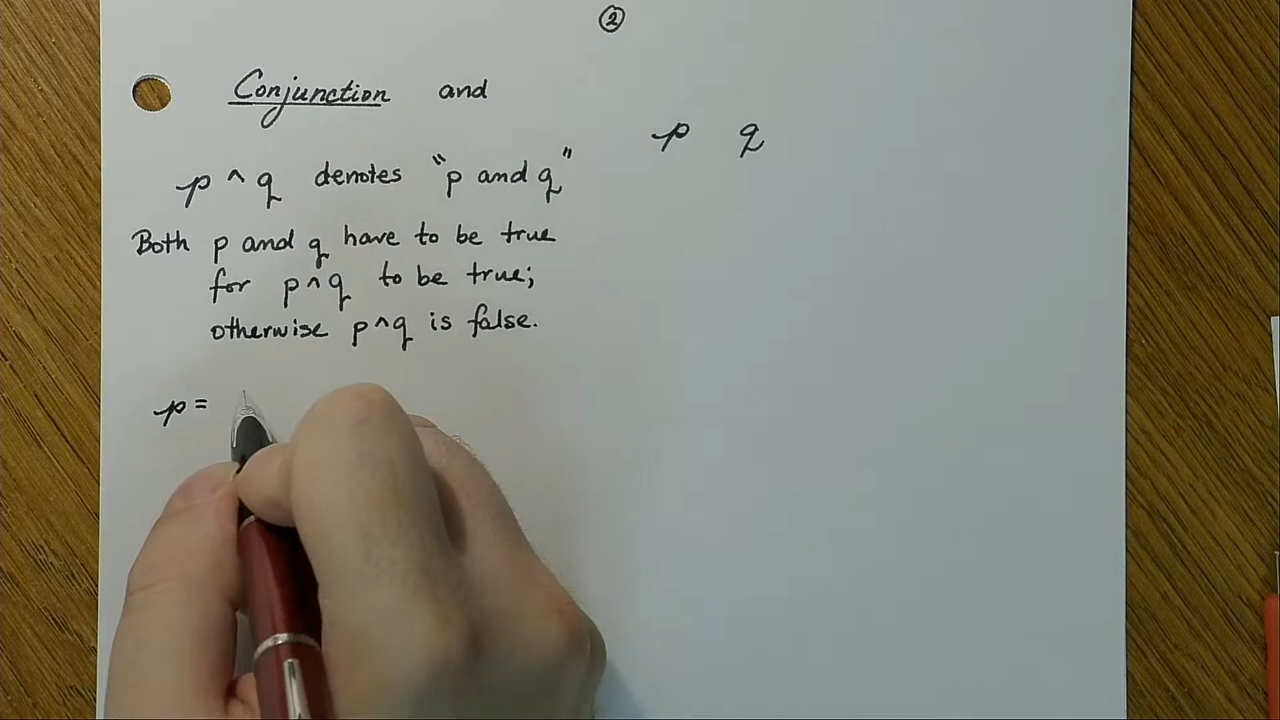 ②
Conjunction and
p ^ q denotes "p and q"
Both p and q have to be true
for p^q to be true;
otherwise p^q is false.
p =
p q